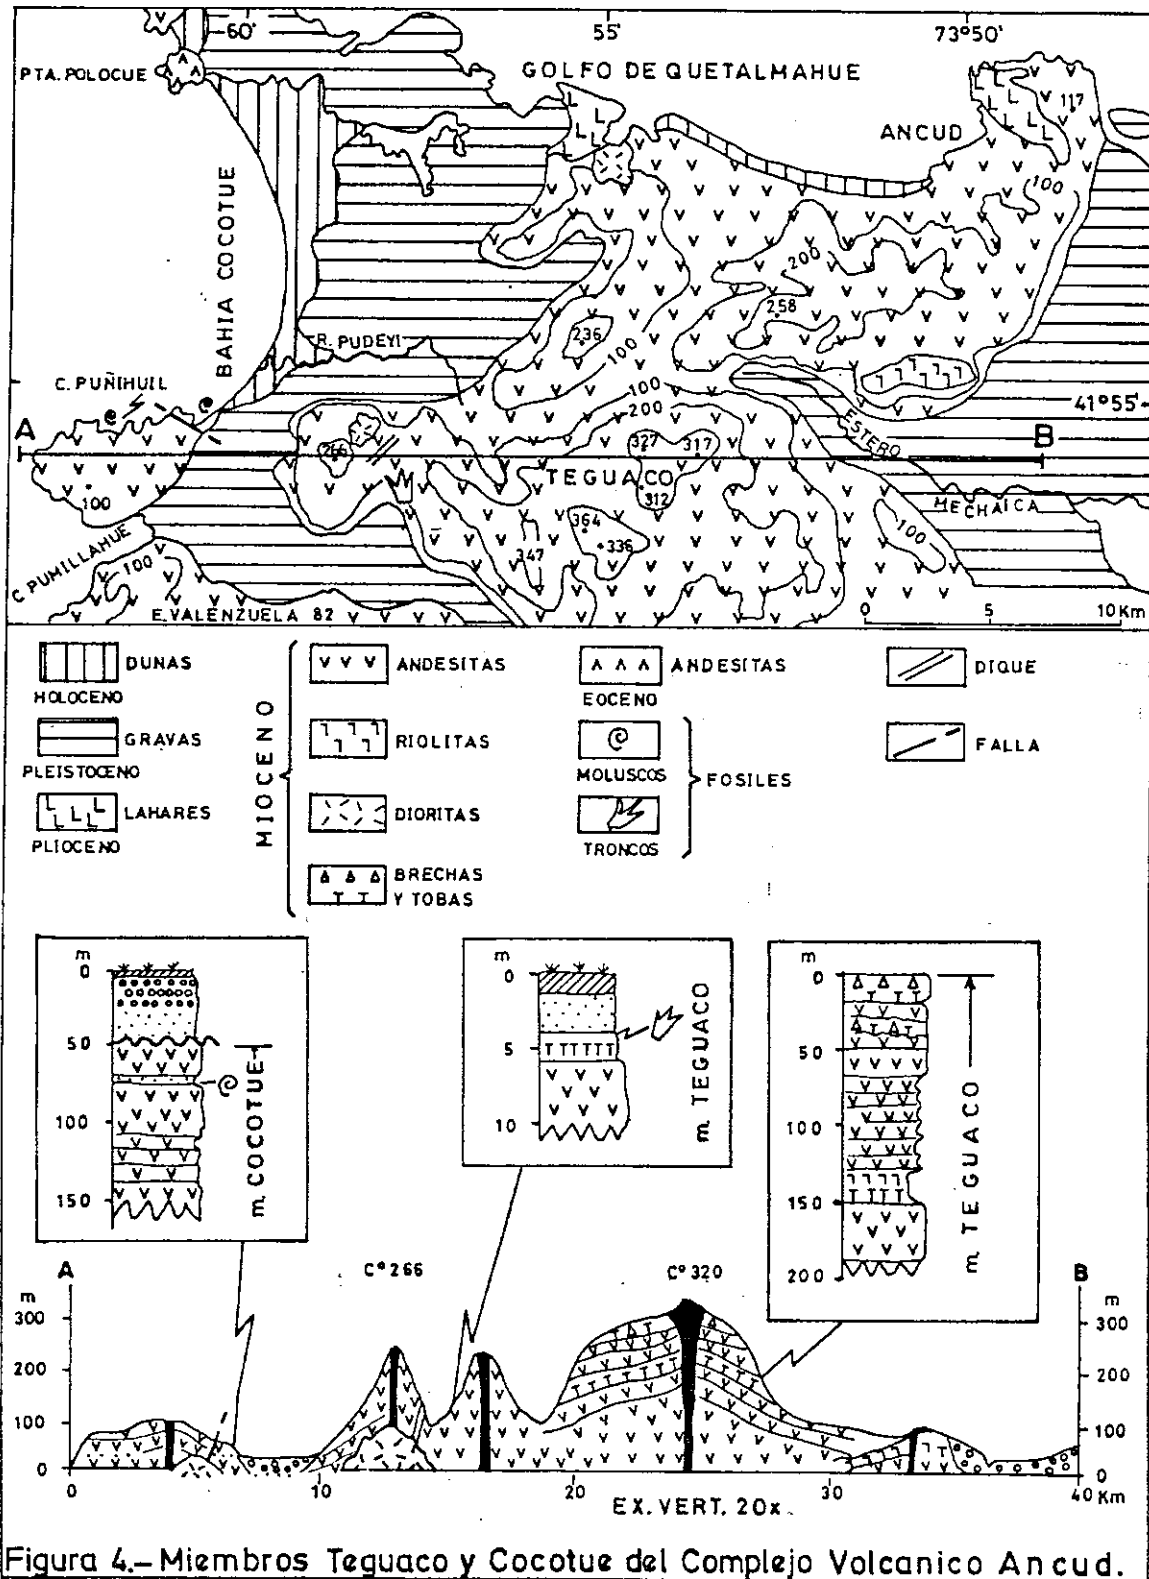 60'
55'
73°50'
PTA. POLOCUE
GOLFO DE QUETALMAHUE
117
ANCUD
100
BAHIA COCOTUE
200
258
236
R. PUDEYI
100
C. PUÑIHUIL
100
200
41°55'
A
266
327
317
ESTERO
B
TEGUACO
100
312
MECHAICA
364
336
347
100
C. PUMILLAHUE
100
E. VALENZUELA 82
0 5 10 Km
DUNAS
HOLOCENO
GRAVAS
PLEISTOCENO
LAHARES
PLIOCENO
MIOCENO
ANDESITAS
RIOLITAS
DIORITAS
BRECHAS
Y TOBAS
ANDESITAS
EOCENO
MOLUSCOS
TRONCOS
FOSILES
DIQUE
FALLA
m
0
50
100
150
m. COCOTUE
m
0
5
10
m TEGUACO
m
0
50
100
150
200
m TEGUACO
A
C° 266
C° 320
B
m
300
200
100
0
m
300
200
100
0
0 10 20 30 40 Km
EX. VERT. 20x
Figura 4.- Miembros Teguaco y Cocotue del Complejo Volcanico Ancud.